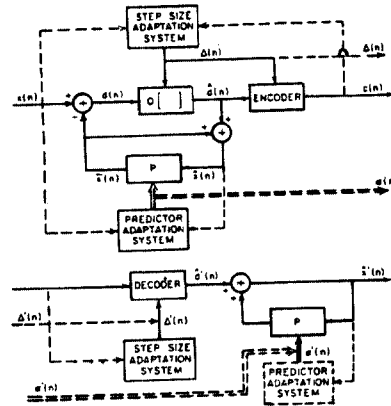 STEP SIZE
ADAPTATION
SYSTEM
Δ(n)
Δ(n)
s(n)
+
-
d(n)
Q [ ]
d̂(n)
ENCODER
c(n)
+
+
P
s̃(n)
ŝ(n)
PREDICTOR
ADAPTATION
SYSTEM
DECODER
d̂'(n)
+
+
ŝ'(n)
Δ'(n)
Δ'(n)
P
STEP SIZE
ADAPTATION
SYSTEM
PREDICTOR
ADAPTATION
SYSTEM